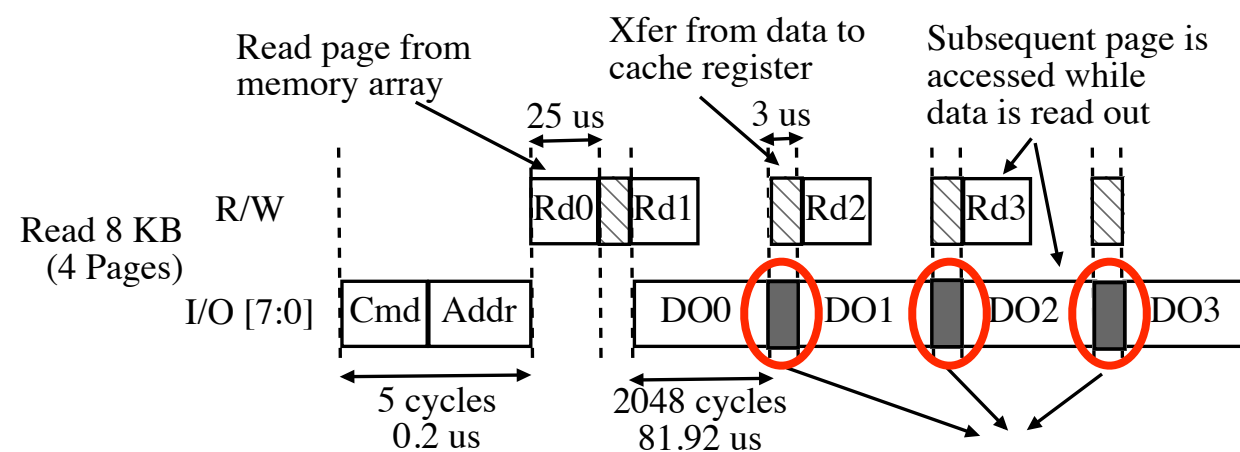 Read page from
memory array
Xfer from data to
cache register
Subsequent page is
accessed while
data is read out
25 us
3 us
Read 8 KB
(4 Pages)
R/W
Rd0
Rd1
Rd2
Rd3
I/O [7:0]
Cmd
Addr
DO0
DO1
DO2
DO3
5 cycles
0.2 us
2048 cycles
81.92 us